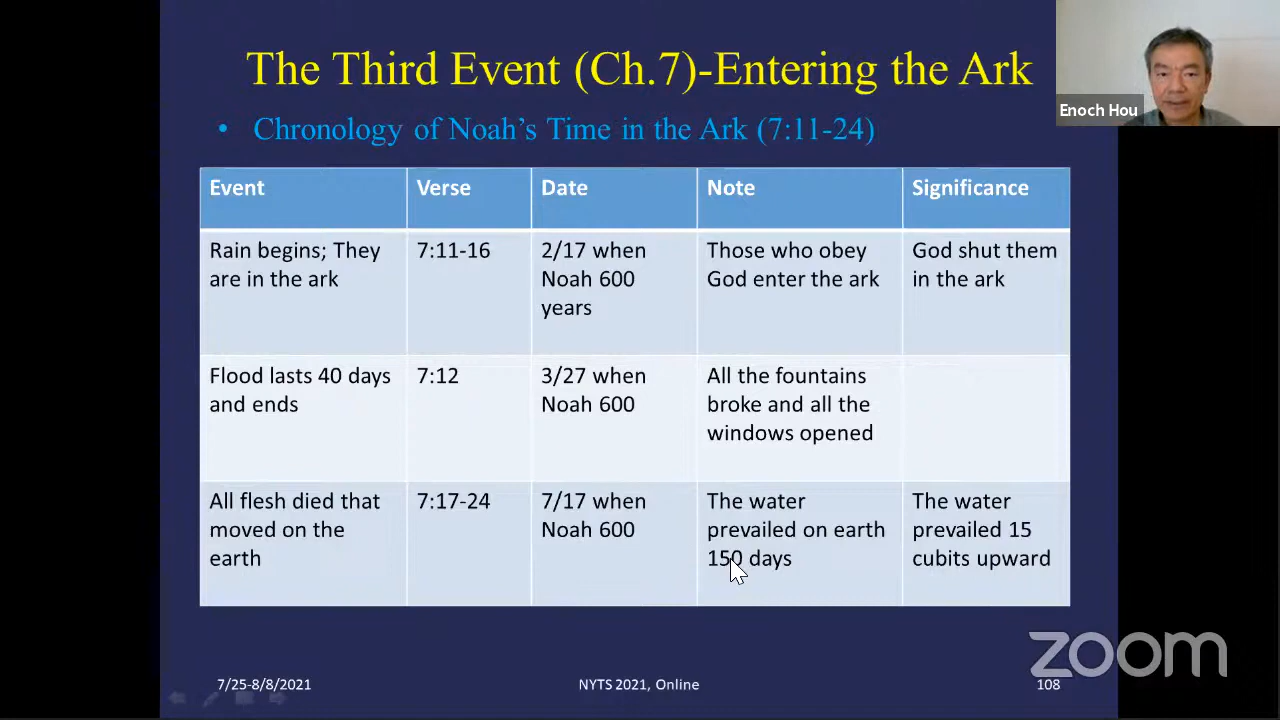 The Third Event (Ch.7)-Entering the Ark
Enoch Hou
• Chronology of Noah's Time in the Ark (7:11-24)
Event Verse Date Note Significance
Rain begins; They 7:11-16 2/17 when Those who obey God shut them
are in the ark Noah 600 God enter the ark in the ark
years
Flood lasts 40 days 7:12 3/27 when All the fountains
and ends Noah 600 broke and all the
windows opened
All flesh died that 7:17-24 7/17 when The water The water
moved on the Noah 600 prevailed on earth prevailed 15
earth 150 days cubits upward
zoom
7/25-8/8/2021 NYTS 2021, Online 108